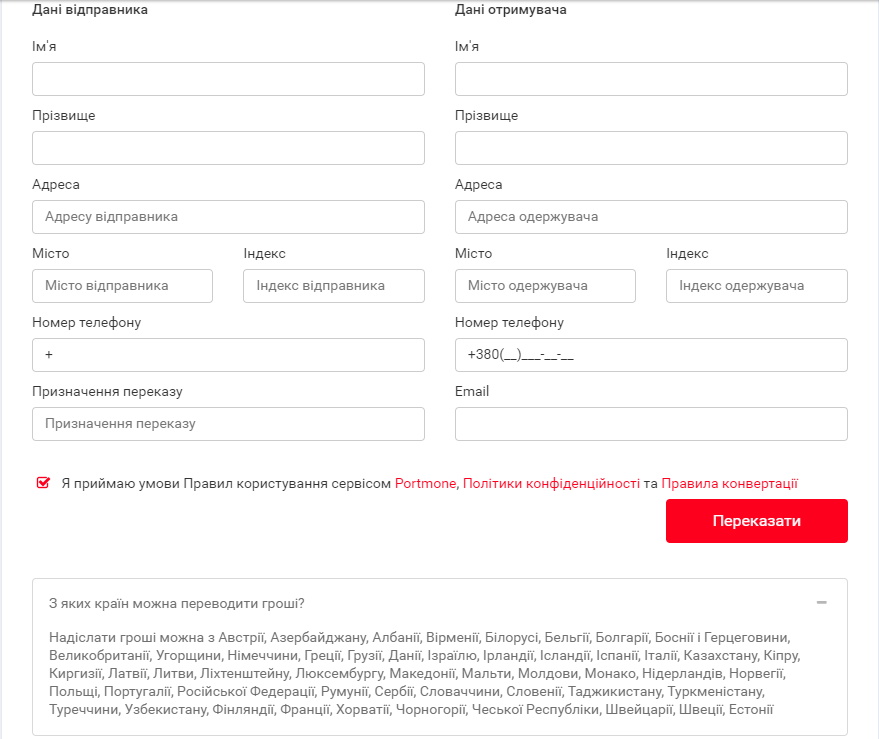 Дані відправника
Дані отримувача
Ім'я
Ім'я
Прізвище
Прізвище
Адреса
Адреса
Адресу відправника
Адреса одержувача
Місто
Індекс
Місто
Індекс
Місто відправника
Індекс відправника
Місто одержувача
Індекс одержувача
Номер телефону
Номер телефону
+
+380(__)___-__-__
Призначення переказу
Email
Призначення переказу
Я приймаю умови Правил користування сервісом Portmone, Політики конфіденційності та Правила конвертації
Переказати
З яких країн можна переводити гроші?
Надіслати гроші можна з Австрії, Азербайджану, Албанії, Вірменії, Білорусі, Бельгії, Болгарії, Боснії і Герцеговини,
Великобританії, Угорщини, Німеччини, Греції, Грузії, Данії, Ізраїлю, Ірландії, Ісландії, Іспанії, Італії, Казахстану, Кіпру,
Киргизії, Латвії, Литви, Ліхтенштейну, Люксембургу, Македонії, Мальти, Молдови, Монако, Нідерландів, Норвегії,
Польщі, Португалії, Російської Федерації, Румунії, Сербії, Словаччини, Словенії, Таджикистану, Туркменістану,
Туреччини, Узбекистану, Фінляндії, Франції, Хорватії, Чорногорії, Чеської Республіки, Швейцарії, Швеції, Естонії